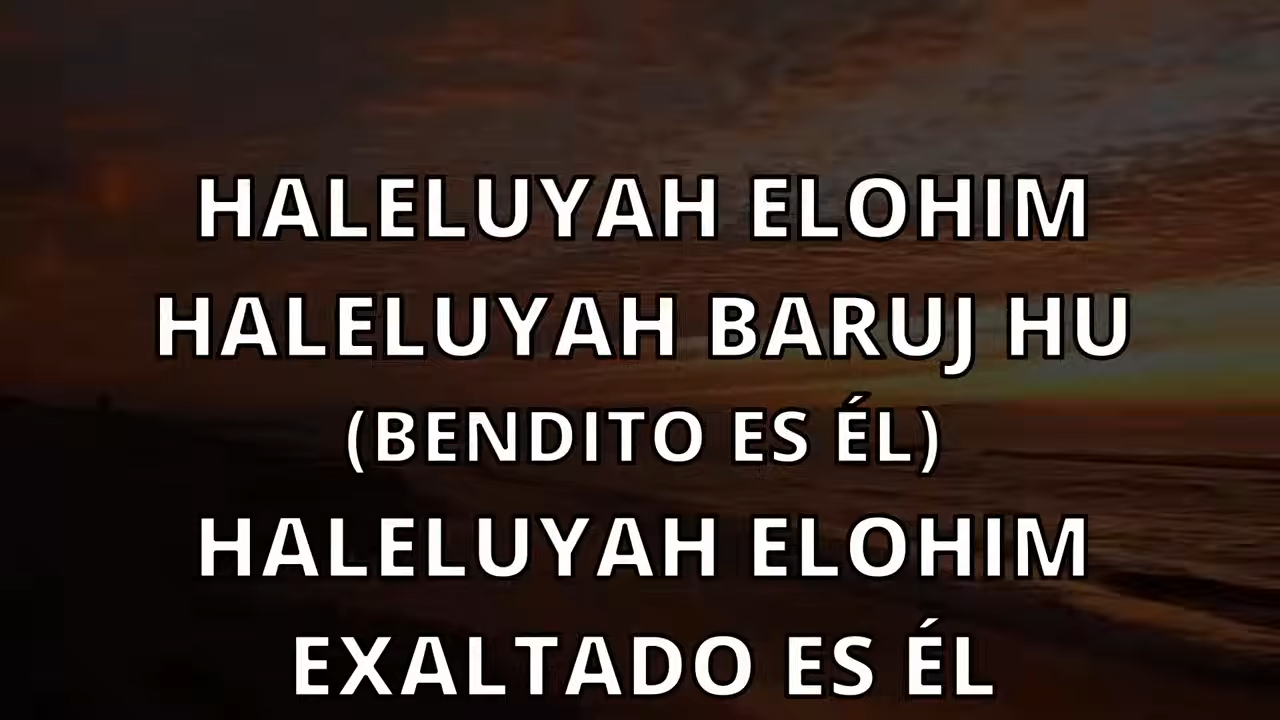 HALELUYAH ELOHIM
HALELUYAH BARUJ HU
(BENDITO ES ÉL)
HALELUYAH ELOHIM
EXALTADO ES ÉL